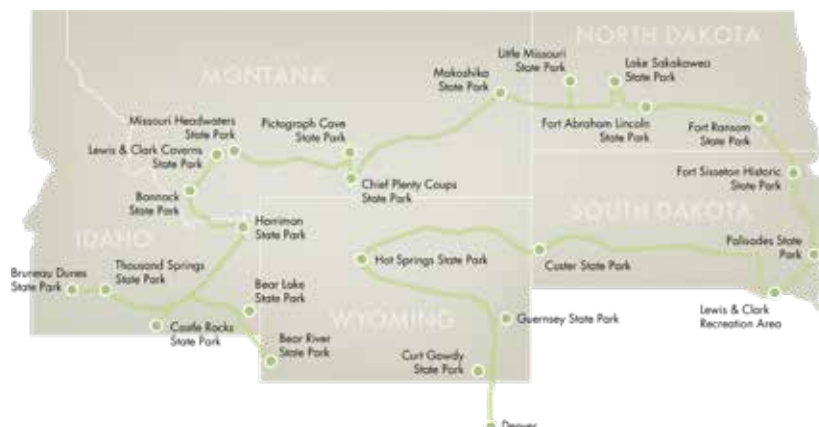 NORTH DAKOTA
MONTANA
Little Missouri
State Park
Lake Sakakawea
State Park
Makoshika
State Park
Missouri Headwaters
State Park
Pictograph Cave
State Park
Fort Abraham Lincoln
State Park
Fort Ransom
State Park
Lewis & Clark Caverns
State Park
Chief Plenty Coups
State Park
Fort Sisseton Historic
State Park
Bannack
State Park
SOUTH DAKOTA
Harriman
State Park
IDAHO
Palisades State
Park
Hot Springs State Park
Custer State Park
Bruneau Dunes
State Park
Thousand Springs
State Park
Bear Lake
State Park
Lewis & Clark
Recreation Area
WYOMING
Guernsey State Park
Castle Rocks
State Park
Bear River
State Park
Curt Gowdy
State Park
Denver